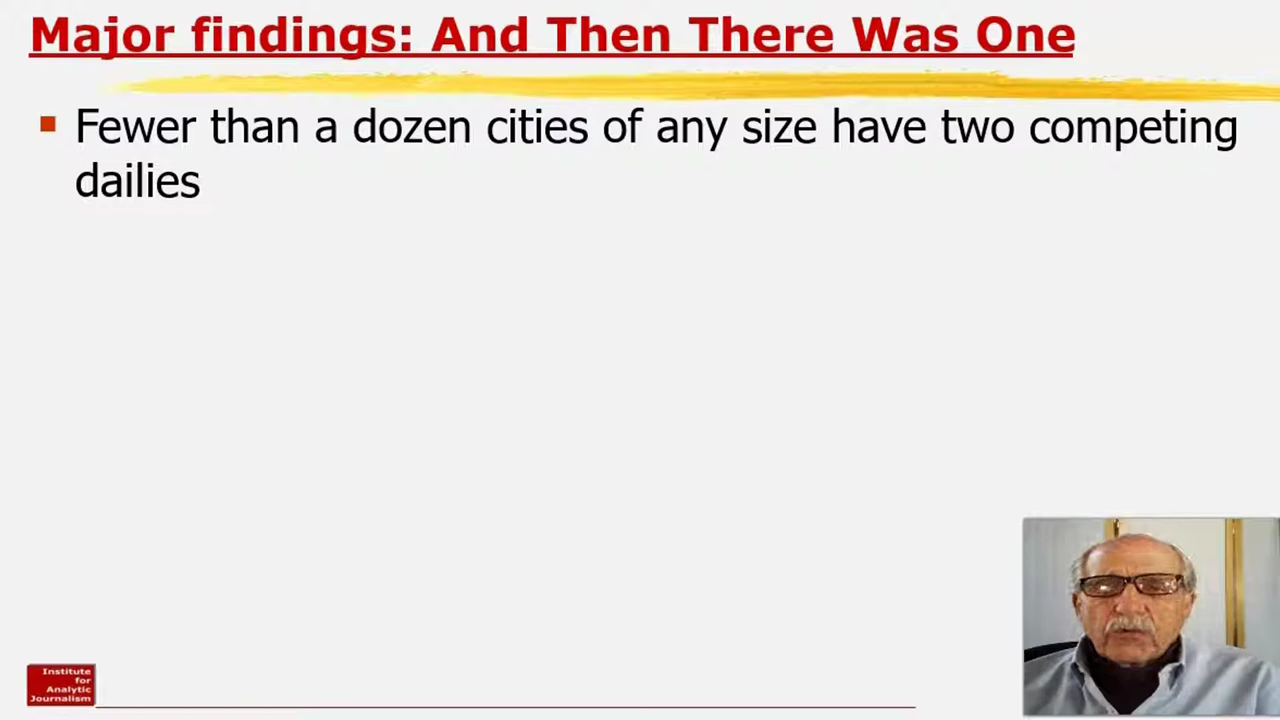 Major findings: And Then There Was One
Fewer than a dozen cities of any size have two competing
dailies
Institute
for
Analytic
Journalism